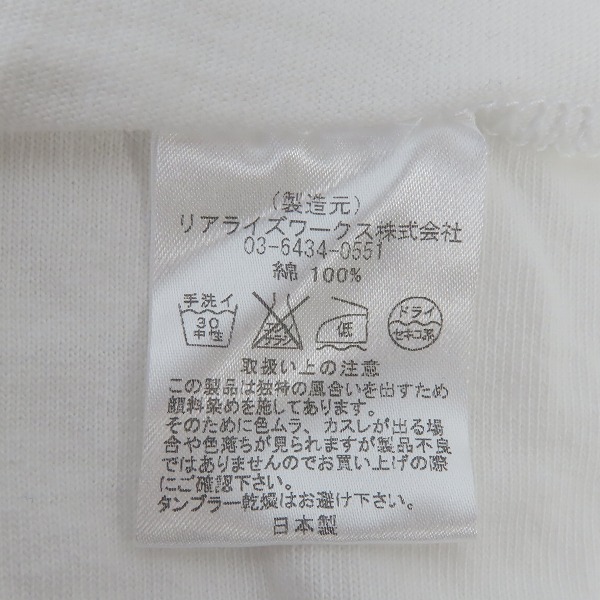 (製造元)
リアライズワークス株式会社
03-6434-0551
綿 100%
手洗イ
30
中性
エンソ
サラシ
低
ドライ
セキユ系
取扱い上の注意
この製品は独特の風合いを出すため
顔料染めを施してあります。
そのために色ムラ、カスレが出る場
合や色落ちが見られますが製品不良
ではありませんのでお買い上げの際
にご確認下さい。
タンブラー乾燥はお避け下さい。
日本製